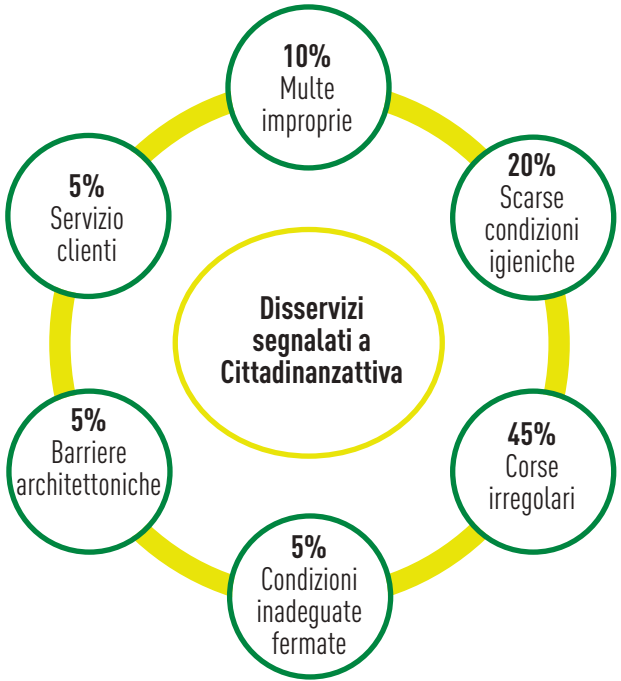 10%
Multe
improprie
20%
Scarse
condizioni
igieniche
45%
Corse
irregolari
5%
Condizioni
inadeguate
fermate
5%
Barriere
architettoniche
5%
Servizio
clienti
Disservizi
segnalati a
Cittadinanzattiva